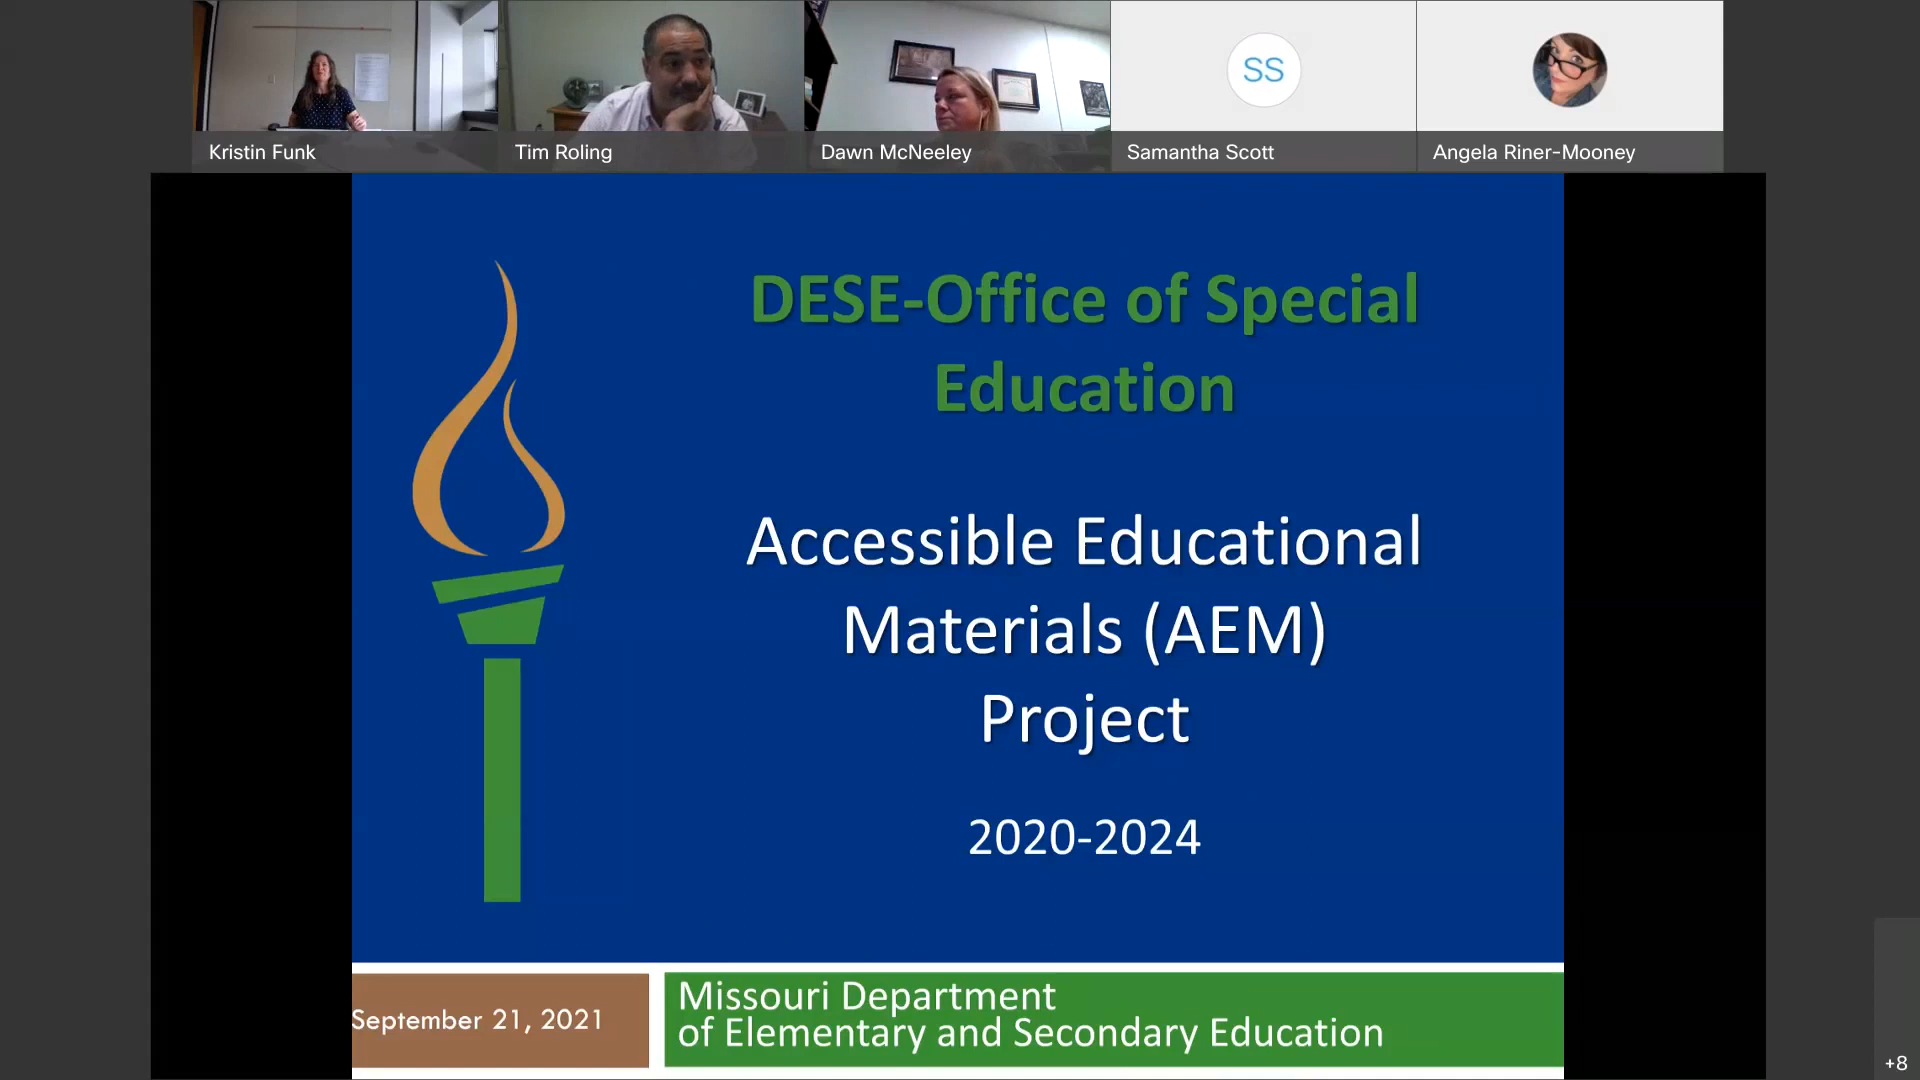 Kristin Funk
Tim Roling
Dawn McNeeley
SS
Samantha Scott
Angela Riner-Mooney
DESE-Office of Special
Education
Accessible Educational
Materials (AEM)
Project
2020-2024
September 21, 2021
Missouri Department
of Elementary and Secondary Education
+8